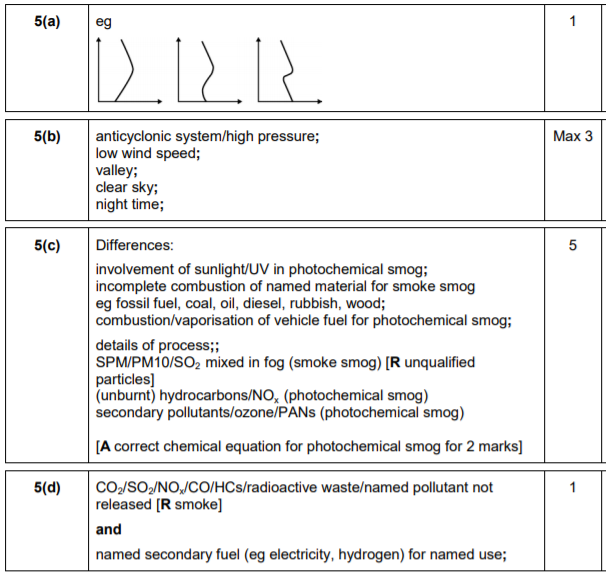 5(a) eg 1
5(b) anticyclonic system/high pressure; Max 3
low wind speed;
valley;
clear sky;
night time;
5(c) Differences: 5
involvement of sunlight/UV in photochemical smog;
incomplete combustion of named material for smoke smog
eg fossil fuel, coal, oil, diesel, rubbish, wood;
combustion/vaporisation of vehicle fuel for photochemical smog;
details of process;;
SPM/PM10/SO₂ mixed in fog (smoke smog) [R unqualified
particles]
(unburnt) hydrocarbons/NOₓ (photochemical smog)
secondary pollutants/ozone/PANs (photochemical smog)
[A correct chemical equation for photochemical smog for 2 marks]
5(d) CO₂/SO₂/NOₓ/CO/HCs/radioactive waste/named pollutant not 1
released [R smoke]
and
named secondary fuel (eg electricity, hydrogen) for named use;